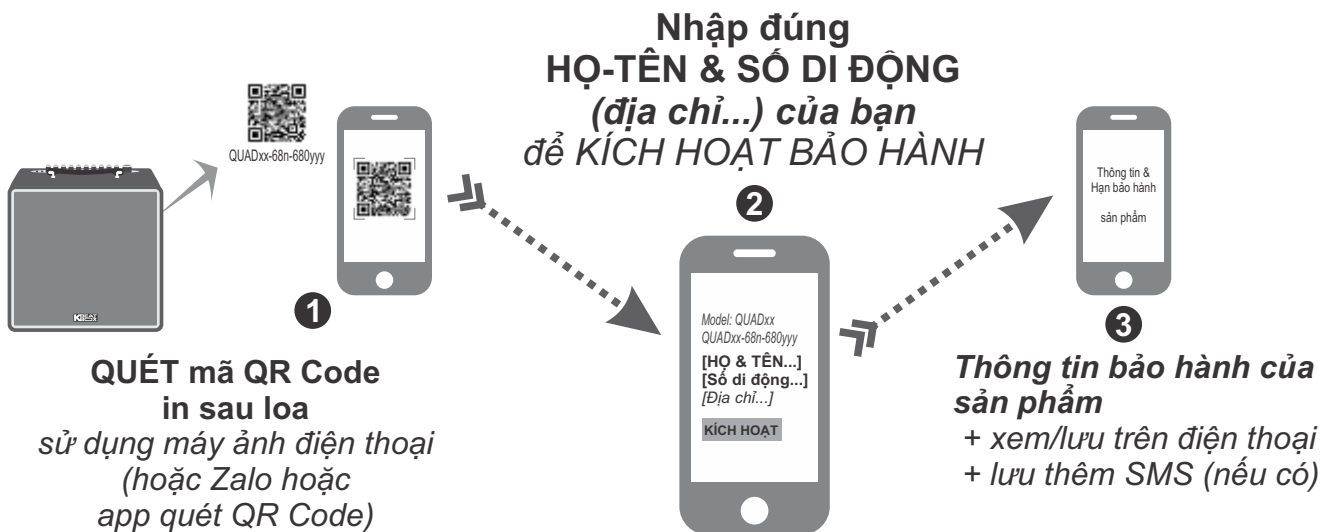 QUADxx-68n-680yyy
1
QUÉT mã QR Code
in sau loa
sử dụng máy ảnh điện thoại
(hoặc Zalo hoặc
app quét QR Code)
Nhập đúng
HỌ-TÊN & SỐ DI ĐỘNG
(địa chỉ...) của bạn
để KÍCH HOẠT BẢO HÀNH
2
Model: QUADxx
QUADxx-68n-680yyy
[HỌ & TÊN...]
[Số di động...]
[Địa chỉ...]
KÍCH HOẠT
Thông tin &
Hạn bảo hành
sản phẩm
3
Thông tin bảo hành của
sản phẩm
+ xem/lưu trên điện thoại
+ lưu thêm SMS (nếu có)